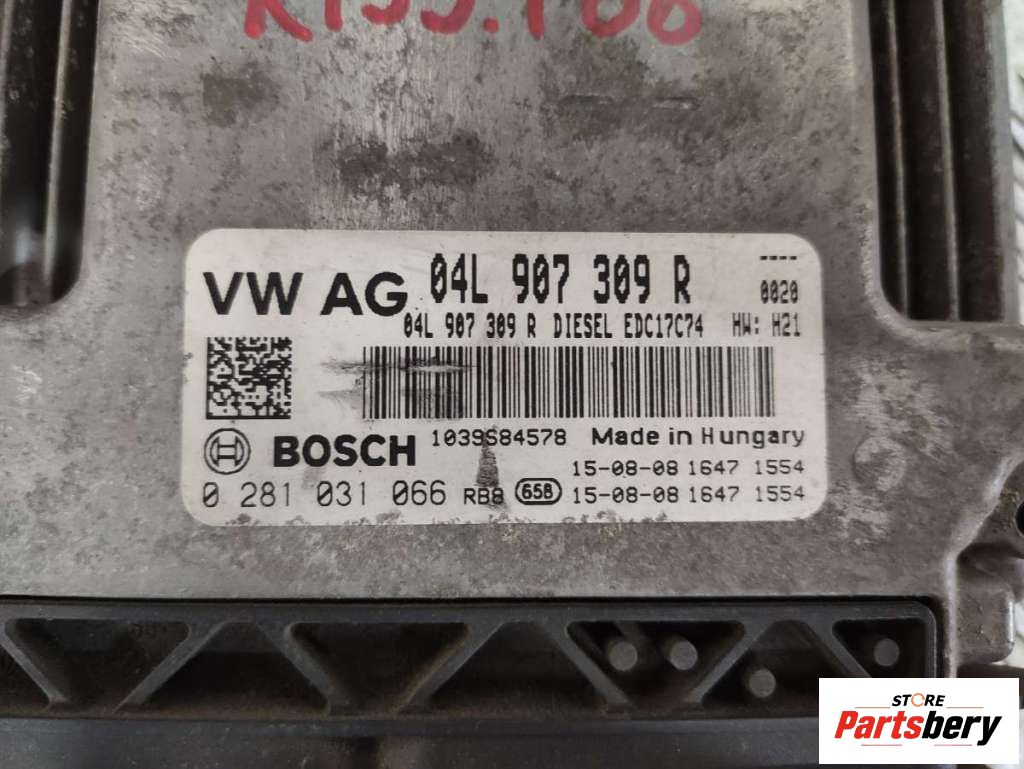 VW AG 04L 907 309 R ----
0020
04L 907 309 R DIESEL EDC17C74 HW: H21
BOSCH 1039S84578 Made in Hungary
15-08-08 1647 1554
0 281 031 066 RB8 65B 15-08-08 1647 1554
STORE
Partsbery